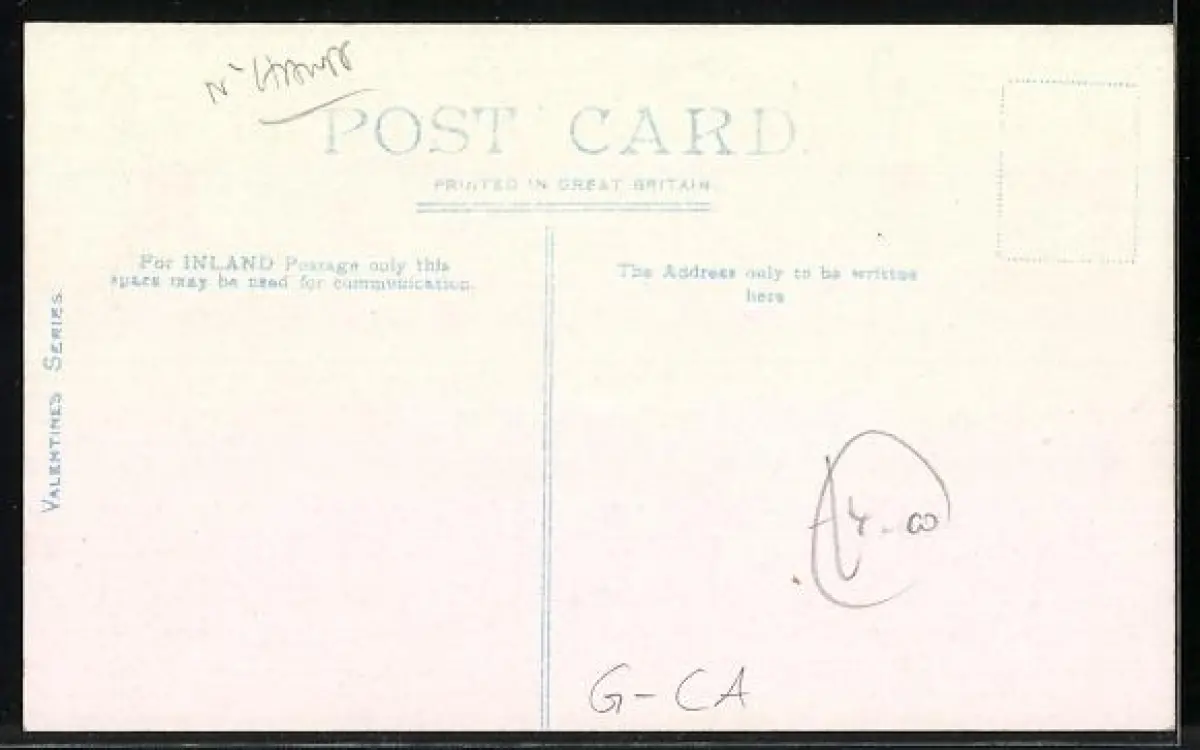 POST CARD.
PRINTED IN GREAT BRITAIN.
For INLAND Postage only this
space may be used for communication.
The Address only to be written
here
VALENTINES SERIES.
4-00
G-CA